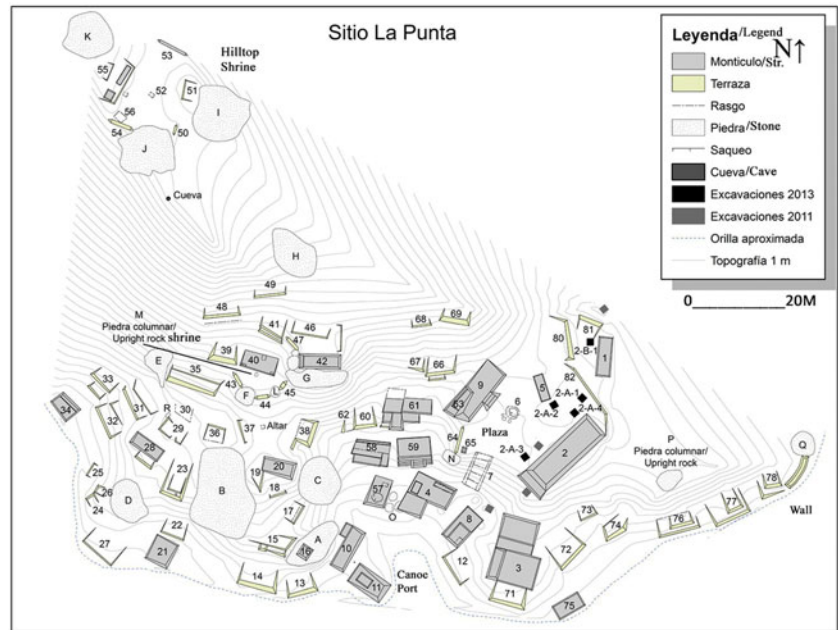 Sitio La Punta
Leyenda/Legend
N↑
Montículo/Str.
Terraza
Rasgo
Piedra/Stone
Saqueo
Cueva/Cave
Excavaciones 2013
Excavaciones 2011
Orilla aproximada
Topografía 1 m
0 20M
K
Hilltop
Shrine
53
55
52
51
56
54
50
I
J
Cueva
H
49
48
M
Piedra columnar/
Upright rock shrine
41
47
46
68
69
80
81
2-B-1
1
39
40
42
E
35
43
F
44
L
45
G
67
66
9
63
5
82
6
2-A-1
2-A-2
2-A-4
33
34
32
31
R
30
29
28
36
37
Altar
38
62
60
61
Plaza
64
65
N
2-A-3
2
7
P
Piedra columnar/
Upright rock
Q
58
59
23
B
19
20
18
C
57
4
O
25
26
24
D
17
22
27
21
15
A
16
10
8
12
3
73
74
72
76
77
78
Wall
14
13
11
Canoe
Port
71
75